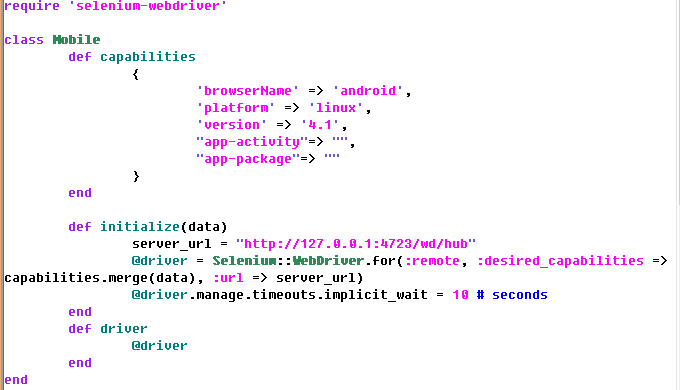 require 'selenium-webdriver'
class Mobile
def capabilities
{
'browserName' => 'android',
'platform' => 'linux',
'version' => '4.1',
"app-activity"=> "",
"app-package"=> ""
}
end
def initialize(data)
server_url = "http://127.0.0.1:4723/wd/hub"
@driver = Selenium::WebDriver.for(:remote, :desired_capabilities =>
capabilities.merge(data), :url => server_url)
@driver.manage.timeouts.implicit_wait = 10 # seconds
end
def driver
@driver
end
end